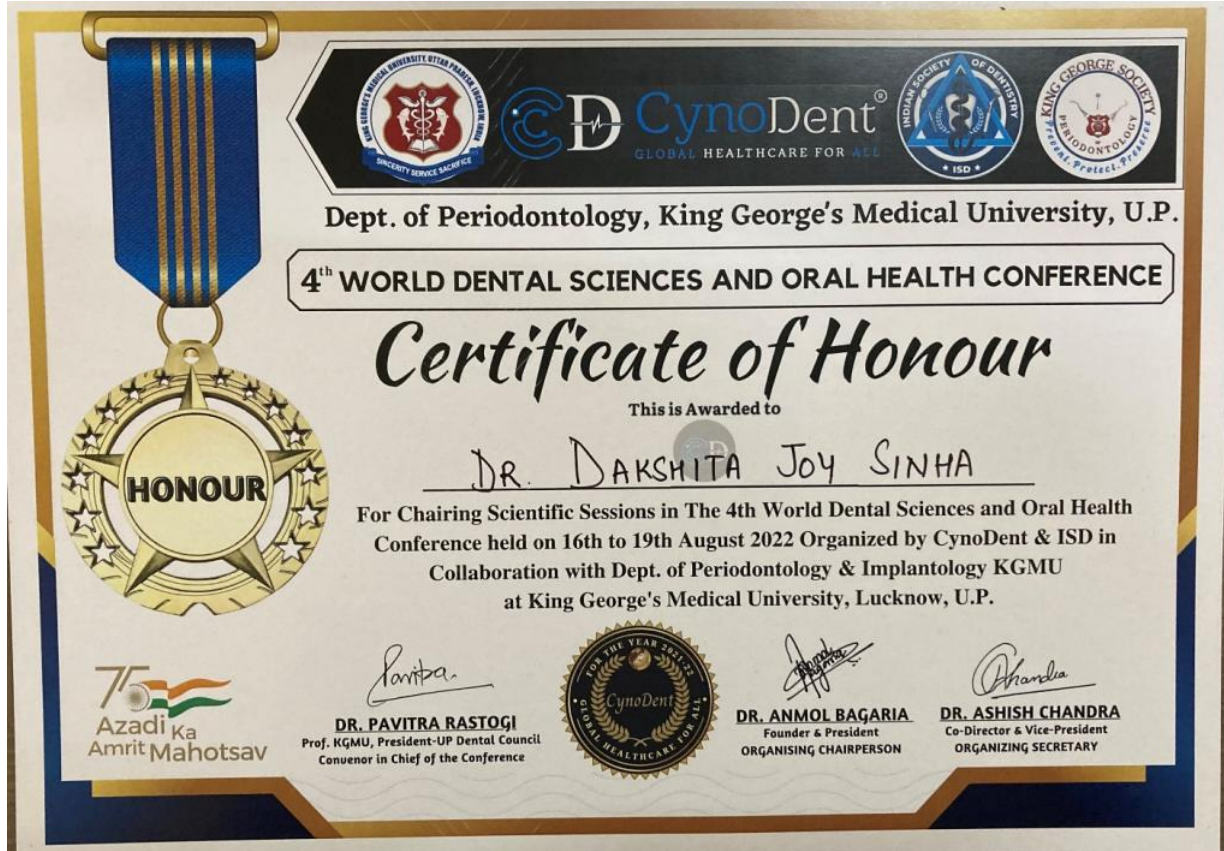 KING GEORGE'S MEDICAL UNIVERSITY, UTTAR PRADESH, LUCKNOW, INDIA
SINCERITY SERVICE SACRIFICE
CD CynoDent®
GLOBAL HEALTHCARE FOR ALL
INDIAN SOCIETY OF DENTISTRY
★ ISD ★
KING GEORGE SOCIETY
PERIODONTOLOGY
Prevent. Protect. Preserve
Dept. of Periodontology, King George's Medical University, U.P.
4th WORLD DENTAL SCIENCES AND ORAL HEALTH CONFERENCE
Certificate of Honour
This is Awarded to
DR. DAKSHITA JOY SINHA
HONOUR
For Chairing Scientific Sessions in The 4th World Dental Sciences and Oral Health
Conference held on 16th to 19th August 2022 Organized by CynoDent & ISD in
Collaboration with Dept. of Periodontology & Implantology KGMU
at King George's Medical University, Lucknow, U.P.
75
Azadi Ka
Amrit Mahotsav
Pavitra
DR. PAVITRA RASTOGI
Prof. KGMU, President-UP Dental Council
Convenor in Chief of the Conference
FOR THE YEAR 2021-22
CynoDent
GLOBAL HEALTHCARE FOR ALL
DR. ANMOL BAGARIA
Founder & President
ORGANISING CHAIRPERSON
DR. ASHISH CHANDRA
Co-Director & Vice-President
ORGANIZING SECRETARY